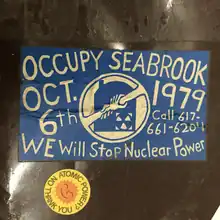 OCCUPY SEABROOK
OCT. 1979
6th Call 617-
661-6204
WE Will Stop Nuclear Power